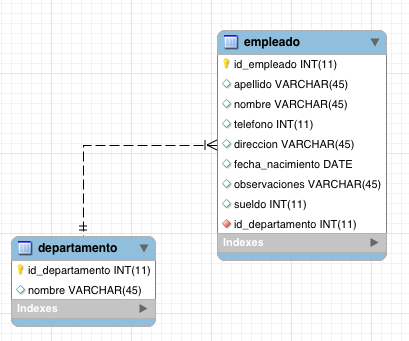 empleado
id_empleado INT(11)
apellido VARCHAR(45)
nombre VARCHAR(45)
telefono INT(11)
direccion VARCHAR(45)
fecha_nacimiento DATE
observaciones VARCHAR(45)
sueldo INT(11)
id_departamento INT(11)
Indexes
departamento
id_departamento INT(11)
nombre VARCHAR(45)
Indexes